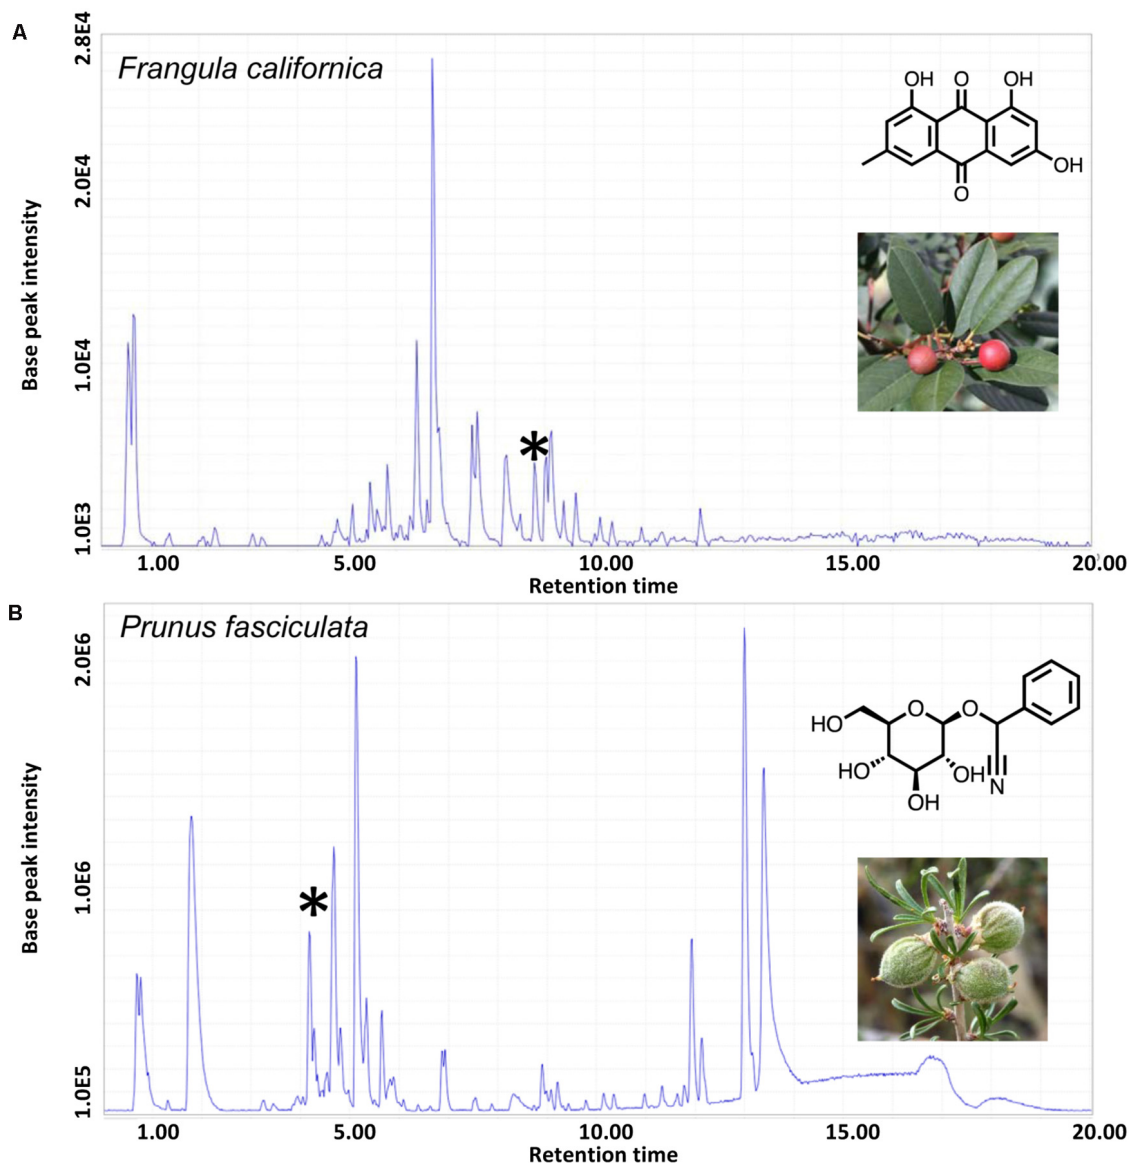 A
Frangula californica
Base peak intensity
2.8E4
2.0E4
1.0E4
1.0E3
OH O OH
OH
O
1.00 5.00 10.00 15.00 20.00
Retention time
B
Prunus fasciculata
Base peak intensity
2.0E6
1.0E6
1.0E5
*
*
HO O O
HO OH N
OH
1.00 5.00 10.00 15.00 20.00
Retention time